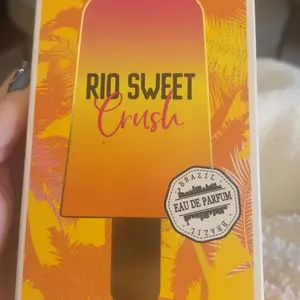 RIO SWEET
Crush
BRAZIL
EAU DE PARFUM
BRAZIL